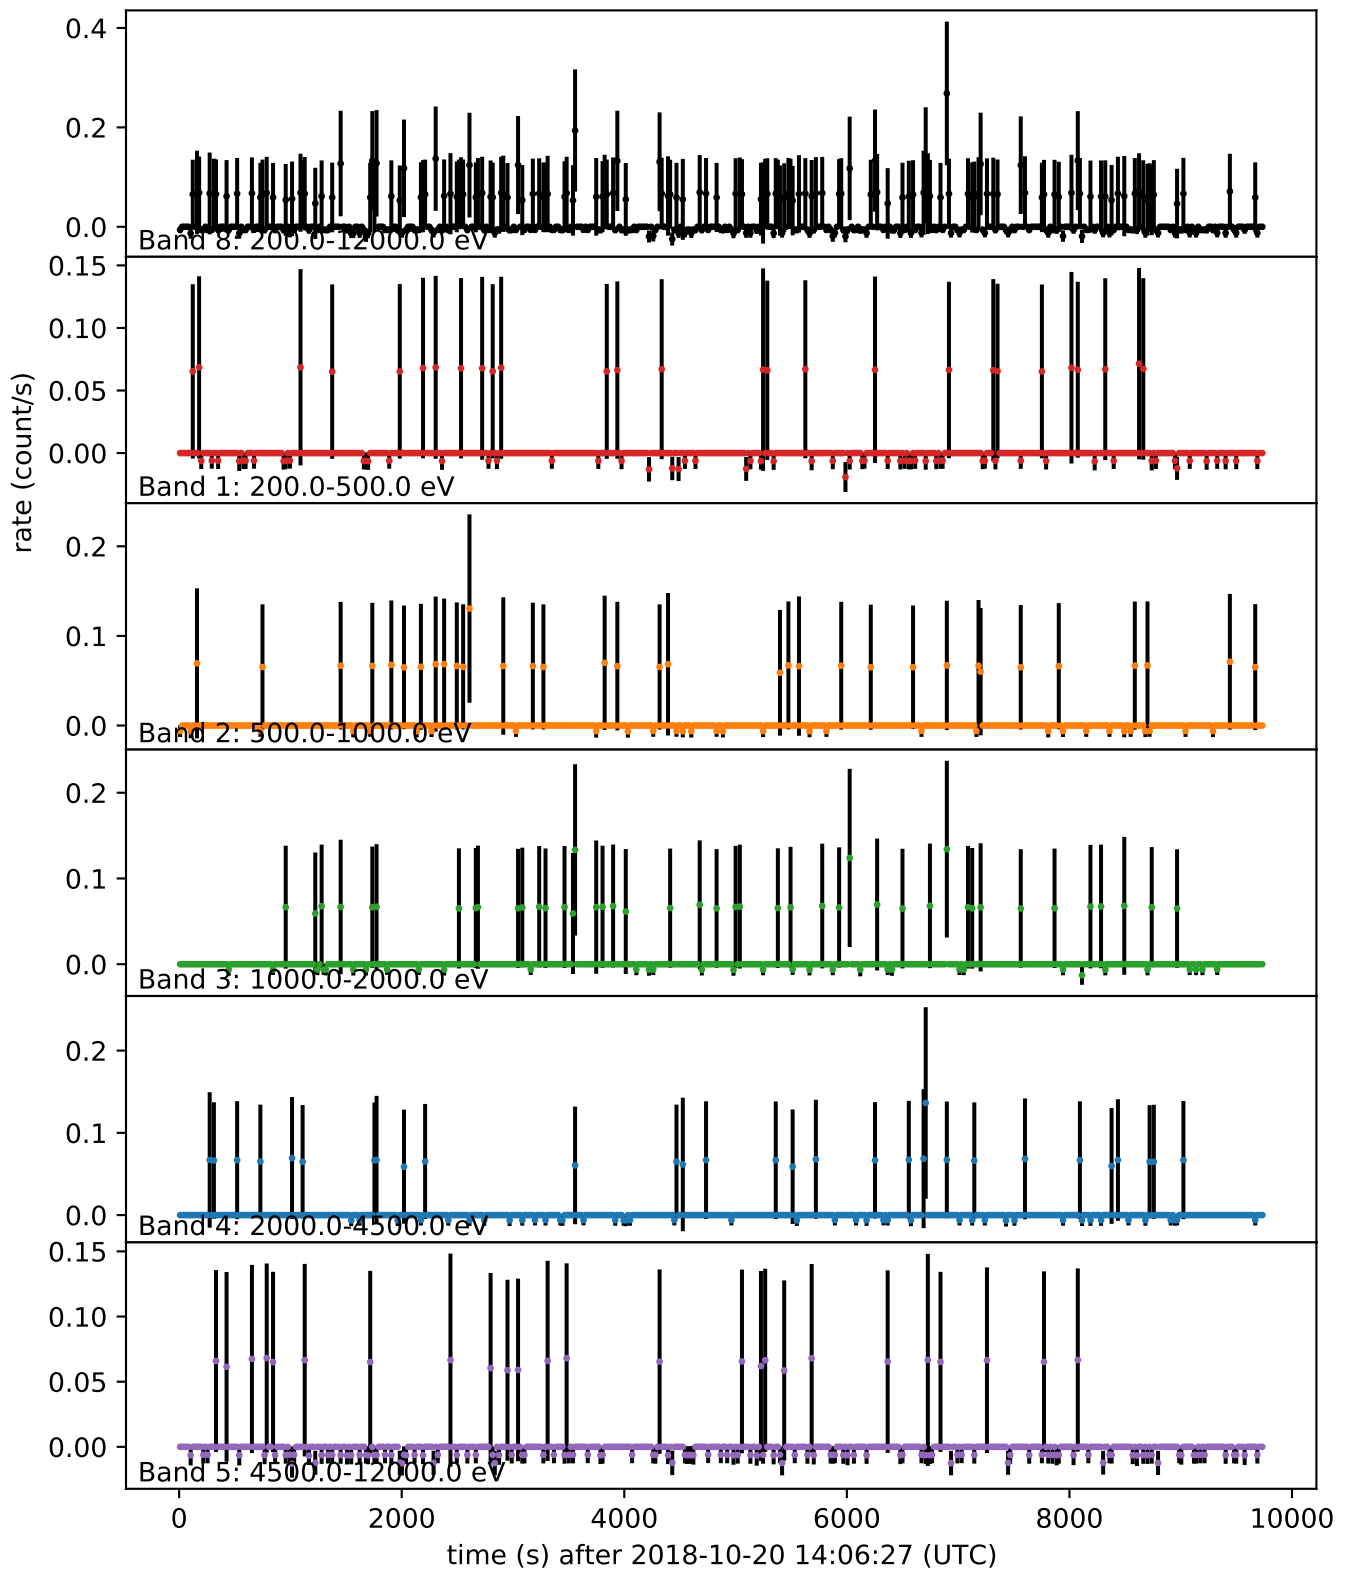 0.4
0.2
0.0
Band 8: 200.0-12000.0 eV
0.15
0.10
0.05
0.00
Band 1: 200.0-500.0 eV
rate (count/s)
0.2
0.1
0.0
Band 2: 500.0-1000.0 eV
0.2
0.1
0.0
Band 3: 1000.0-2000.0 eV
0.2
0.1
0.0
Band 4: 2000.0-4500.0 eV
0.15
0.10
0.05
0.00
Band 5: 4500.0-12000.0 eV
0 2000 4000 6000 8000 10000
time (s) after 2018-10-20 14:06:27 (UTC)